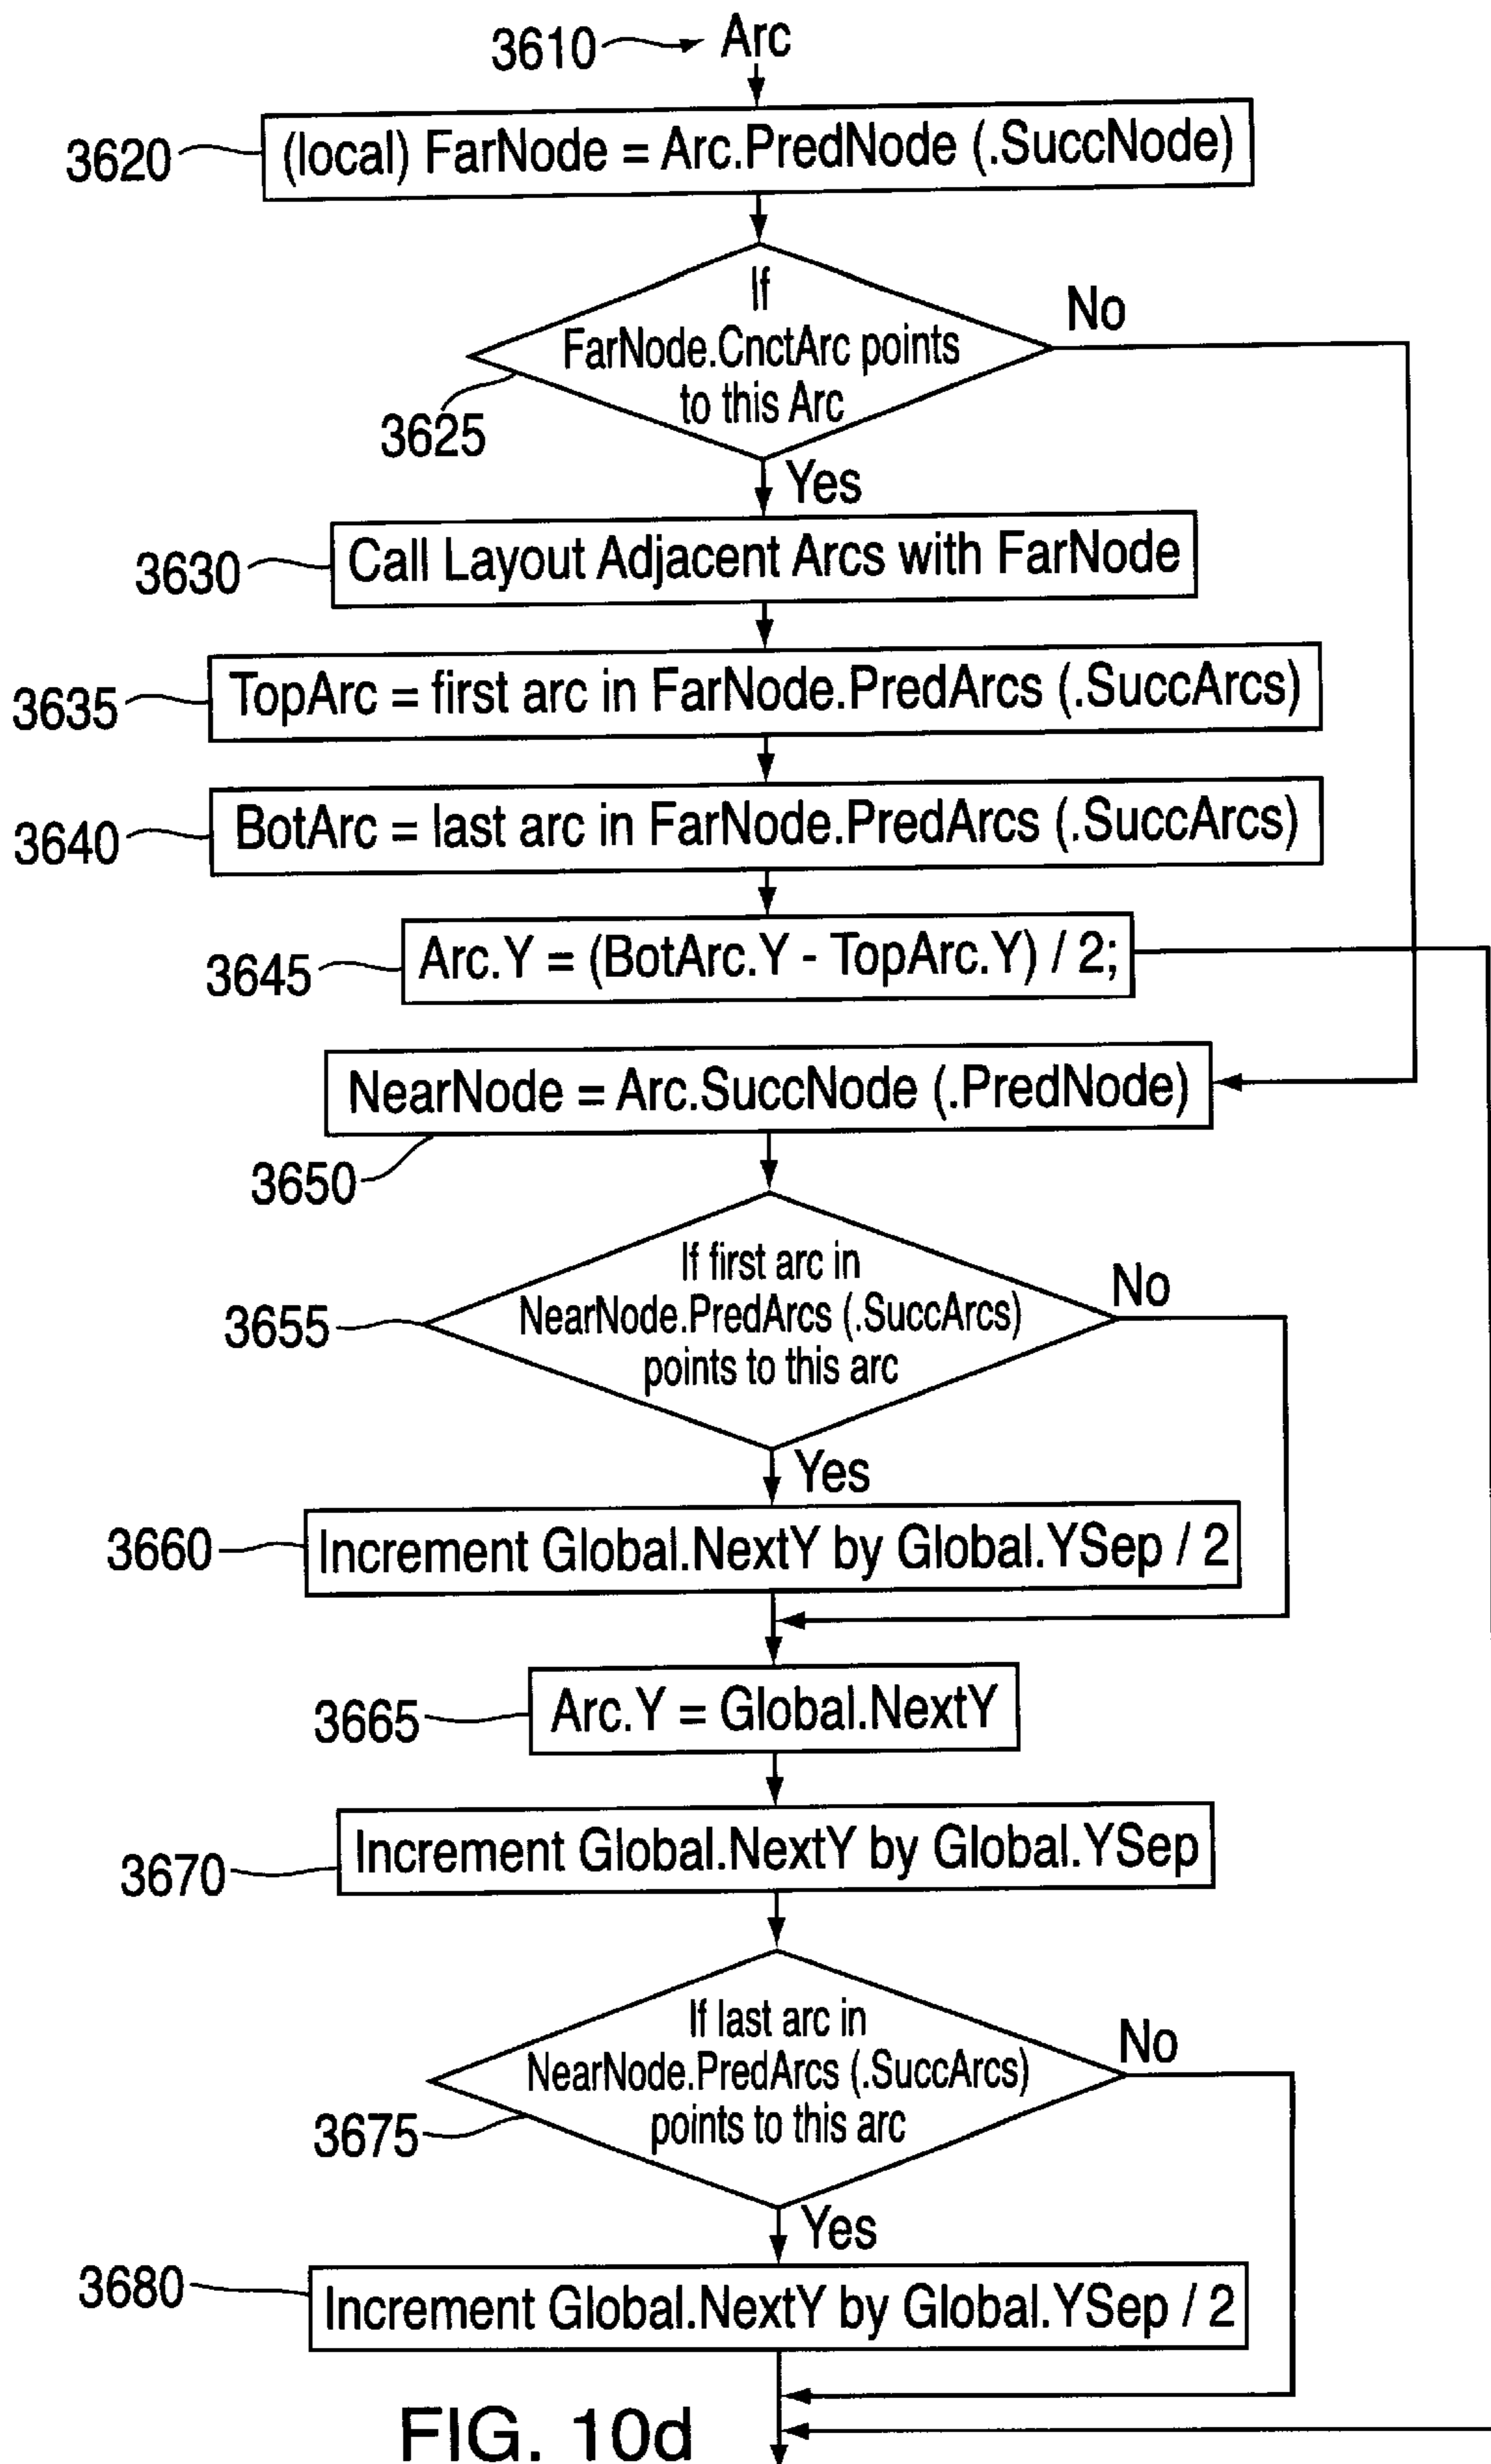 3610 Arc
3620 (local) FarNode = Arc.PredNode (.SuccNode)
If
FarNode.CnctArc points
to this Arc
No
3625
Yes
3630 Call Layout Adjacent Arcs with FarNode
3635 TopArc = first arc in FarNode.PredArcs (.SuccArcs)
3640 BotArc = last arc in FarNode.PredArcs (.SuccArcs)
3645 Arc.Y = (BotArc.Y - TopArc.Y) / 2;
NearNode = Arc.SuccNode (.PredNode)
3650
If first arc in
NearNode.PredArcs (.SuccArcs)
points to this arc
No
3655
Yes
3660 Increment Global.NextY by Global.YSep / 2
3665 Arc.Y = Global.NextY
3670 Increment Global.NextY by Global.YSep
If last arc in
NearNode.PredArcs (.SuccArcs)
points to this arc
No
3675
Yes
3680 Increment Global.NextY by Global.YSep / 2
FIG. 10d